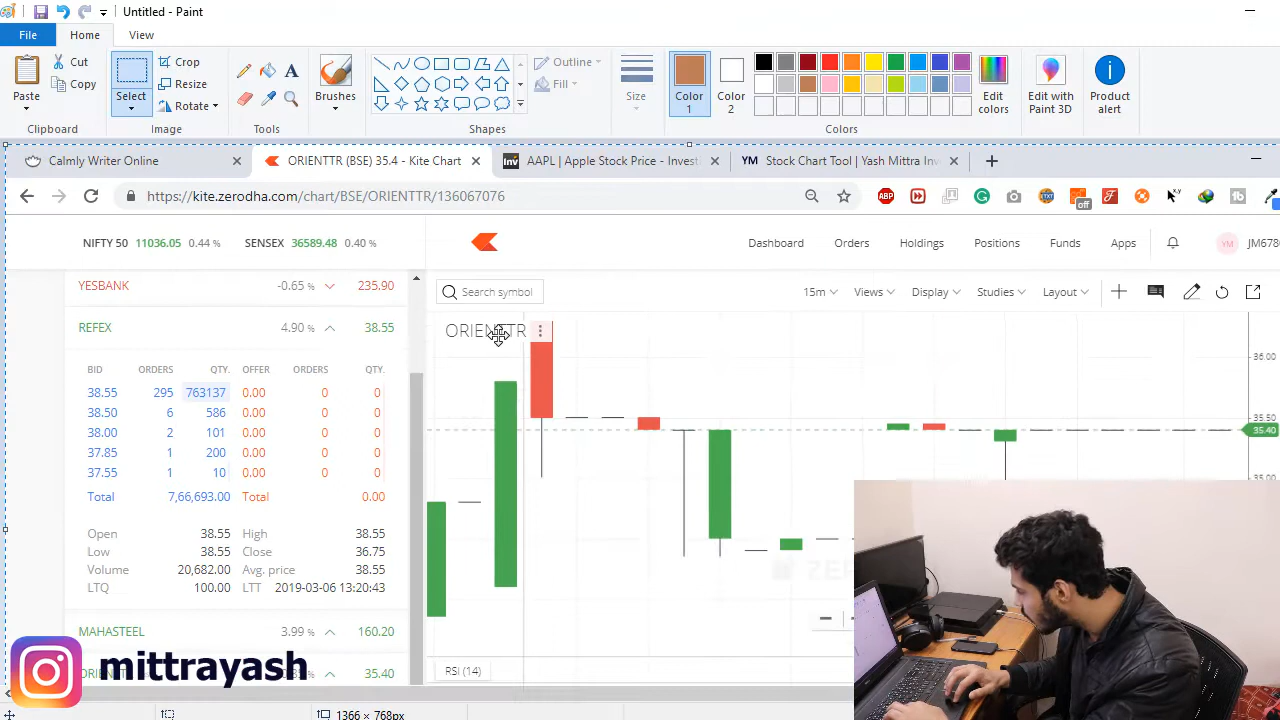 Untitled - Paint
File Home View
Paste
Cut
Copy
Clipboard
Select
Crop
Resize
Rotate
Image
Tools
Brushes
Shapes
Outline
Fill
Size
Color 1
Color 2
Edit colors
Colors
Edit with Paint 3D
Product alert
Calmly Writer Online
ORIENTTR (BSE) 35.4 - Kite Chart
Inv AAPL | Apple Stock Price - Invest
YM Stock Chart Tool | Yash Mittra Inv
https://kite.zerodha.com/chart/BSE/ORIENTTR/136067076
ABP
off
NIFTY 50 11036.05 0.44 % SENSEX 36589.48 0.40 %
Dashboard Orders Holdings Positions Funds Apps
YM
YESBANK -0.65 % 235.90
REFEX 4.90 % 38.55
BID ORDERS QTY. OFFER ORDERS QTY.
38.55 295 763137 0.00 0 0
38.50 6 586 0.00 0 0
38.00 2 101 0.00 0 0
37.85 1 200 0.00 0 0
37.55 1 10 0.00 0 0
Total 7,66,693.00 Total 0.00
Open 38.55 High 38.55
Low 38.55 Close 36.75
Volume 20,682.00 Avg. price 38.55
LTQ 100.00 LTT 2019-03-06 13:20:43
MAHASTEEL 3.99 % 160.20
35.40
Search symbol
15m Views Display Studies Layout
ORIENTTR
36.00
35.50
35.40
35.00
RSI (14)
mittrayash
1366 × 768px